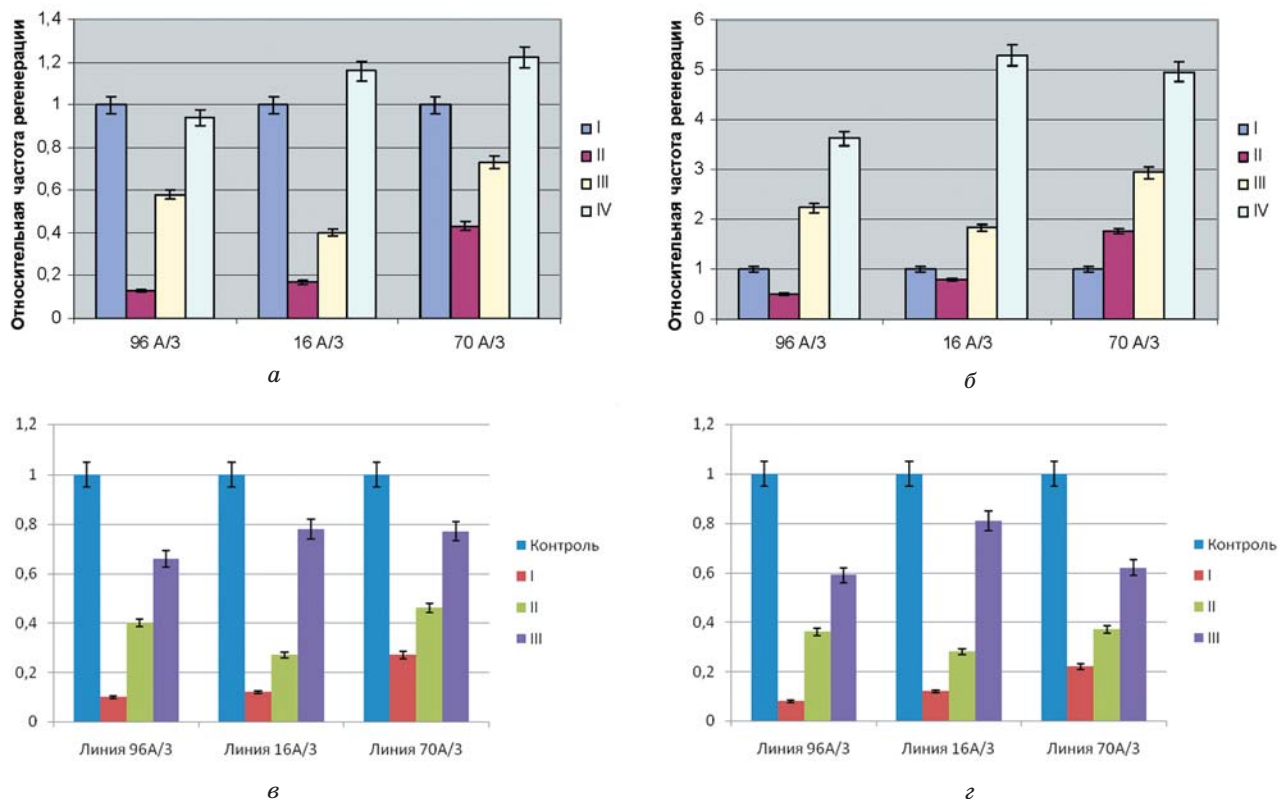 Относительная частота регенерации
1,4
1,2
1
0,8
0,6
0,4
0,2
0
96 А/3
16 А/3
70 А/3
I
II
III
IV
а
Относительная частота регенерации
6
5
4
3
2
1
0
96 А/3
16 А/3
70 А/3
I
II
III
IV
б
1,2
1
0,8
0,6
0,4
0,2
0
Линия 96А/3
Линия 16А/3
Линия 70А/3
Контроль
I
II
III
в
1,2
1
0,8
0,6
0,4
0,2
0
Линия 96А/3
Линия 16А/3
Линия 70А/3
Контроль
I
II
III
г